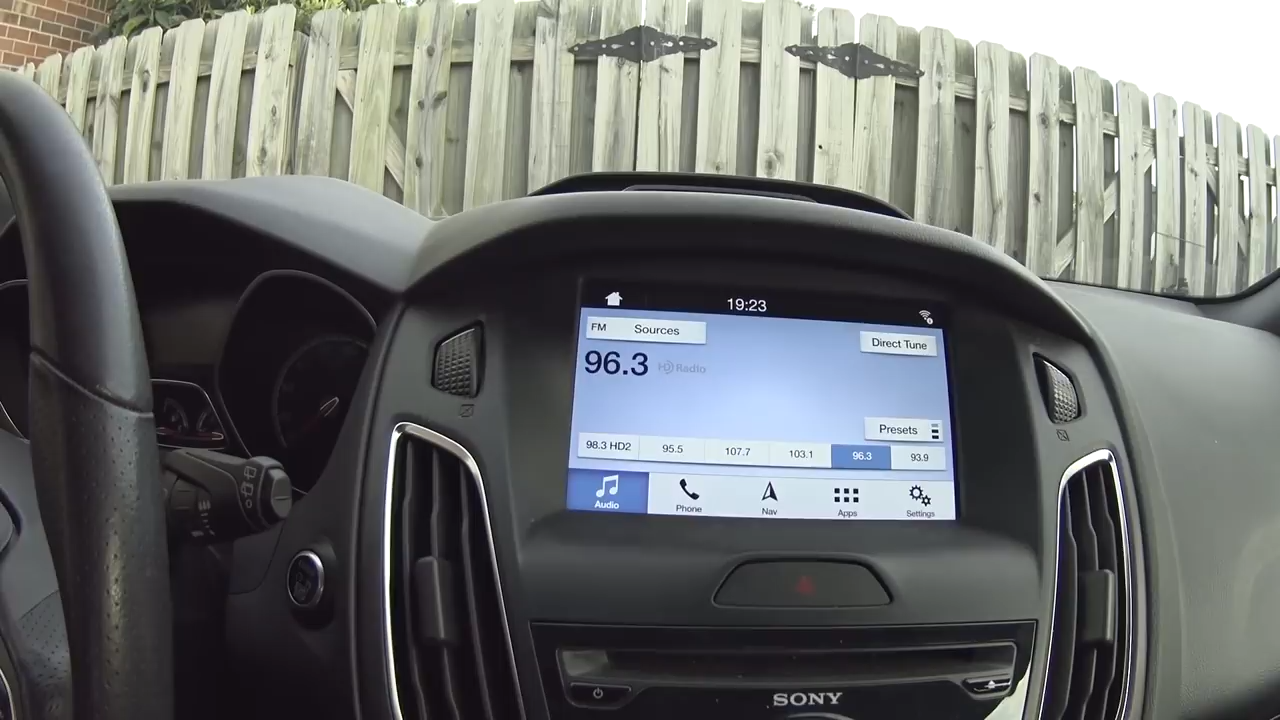 19:23
FM Sources
Direct Tune
96.3 HD Radio
Presets
98.3 HD2 95.5 107.7 103.1 96.3 93.9
Audio Phone Nav Apps Settings
SONY